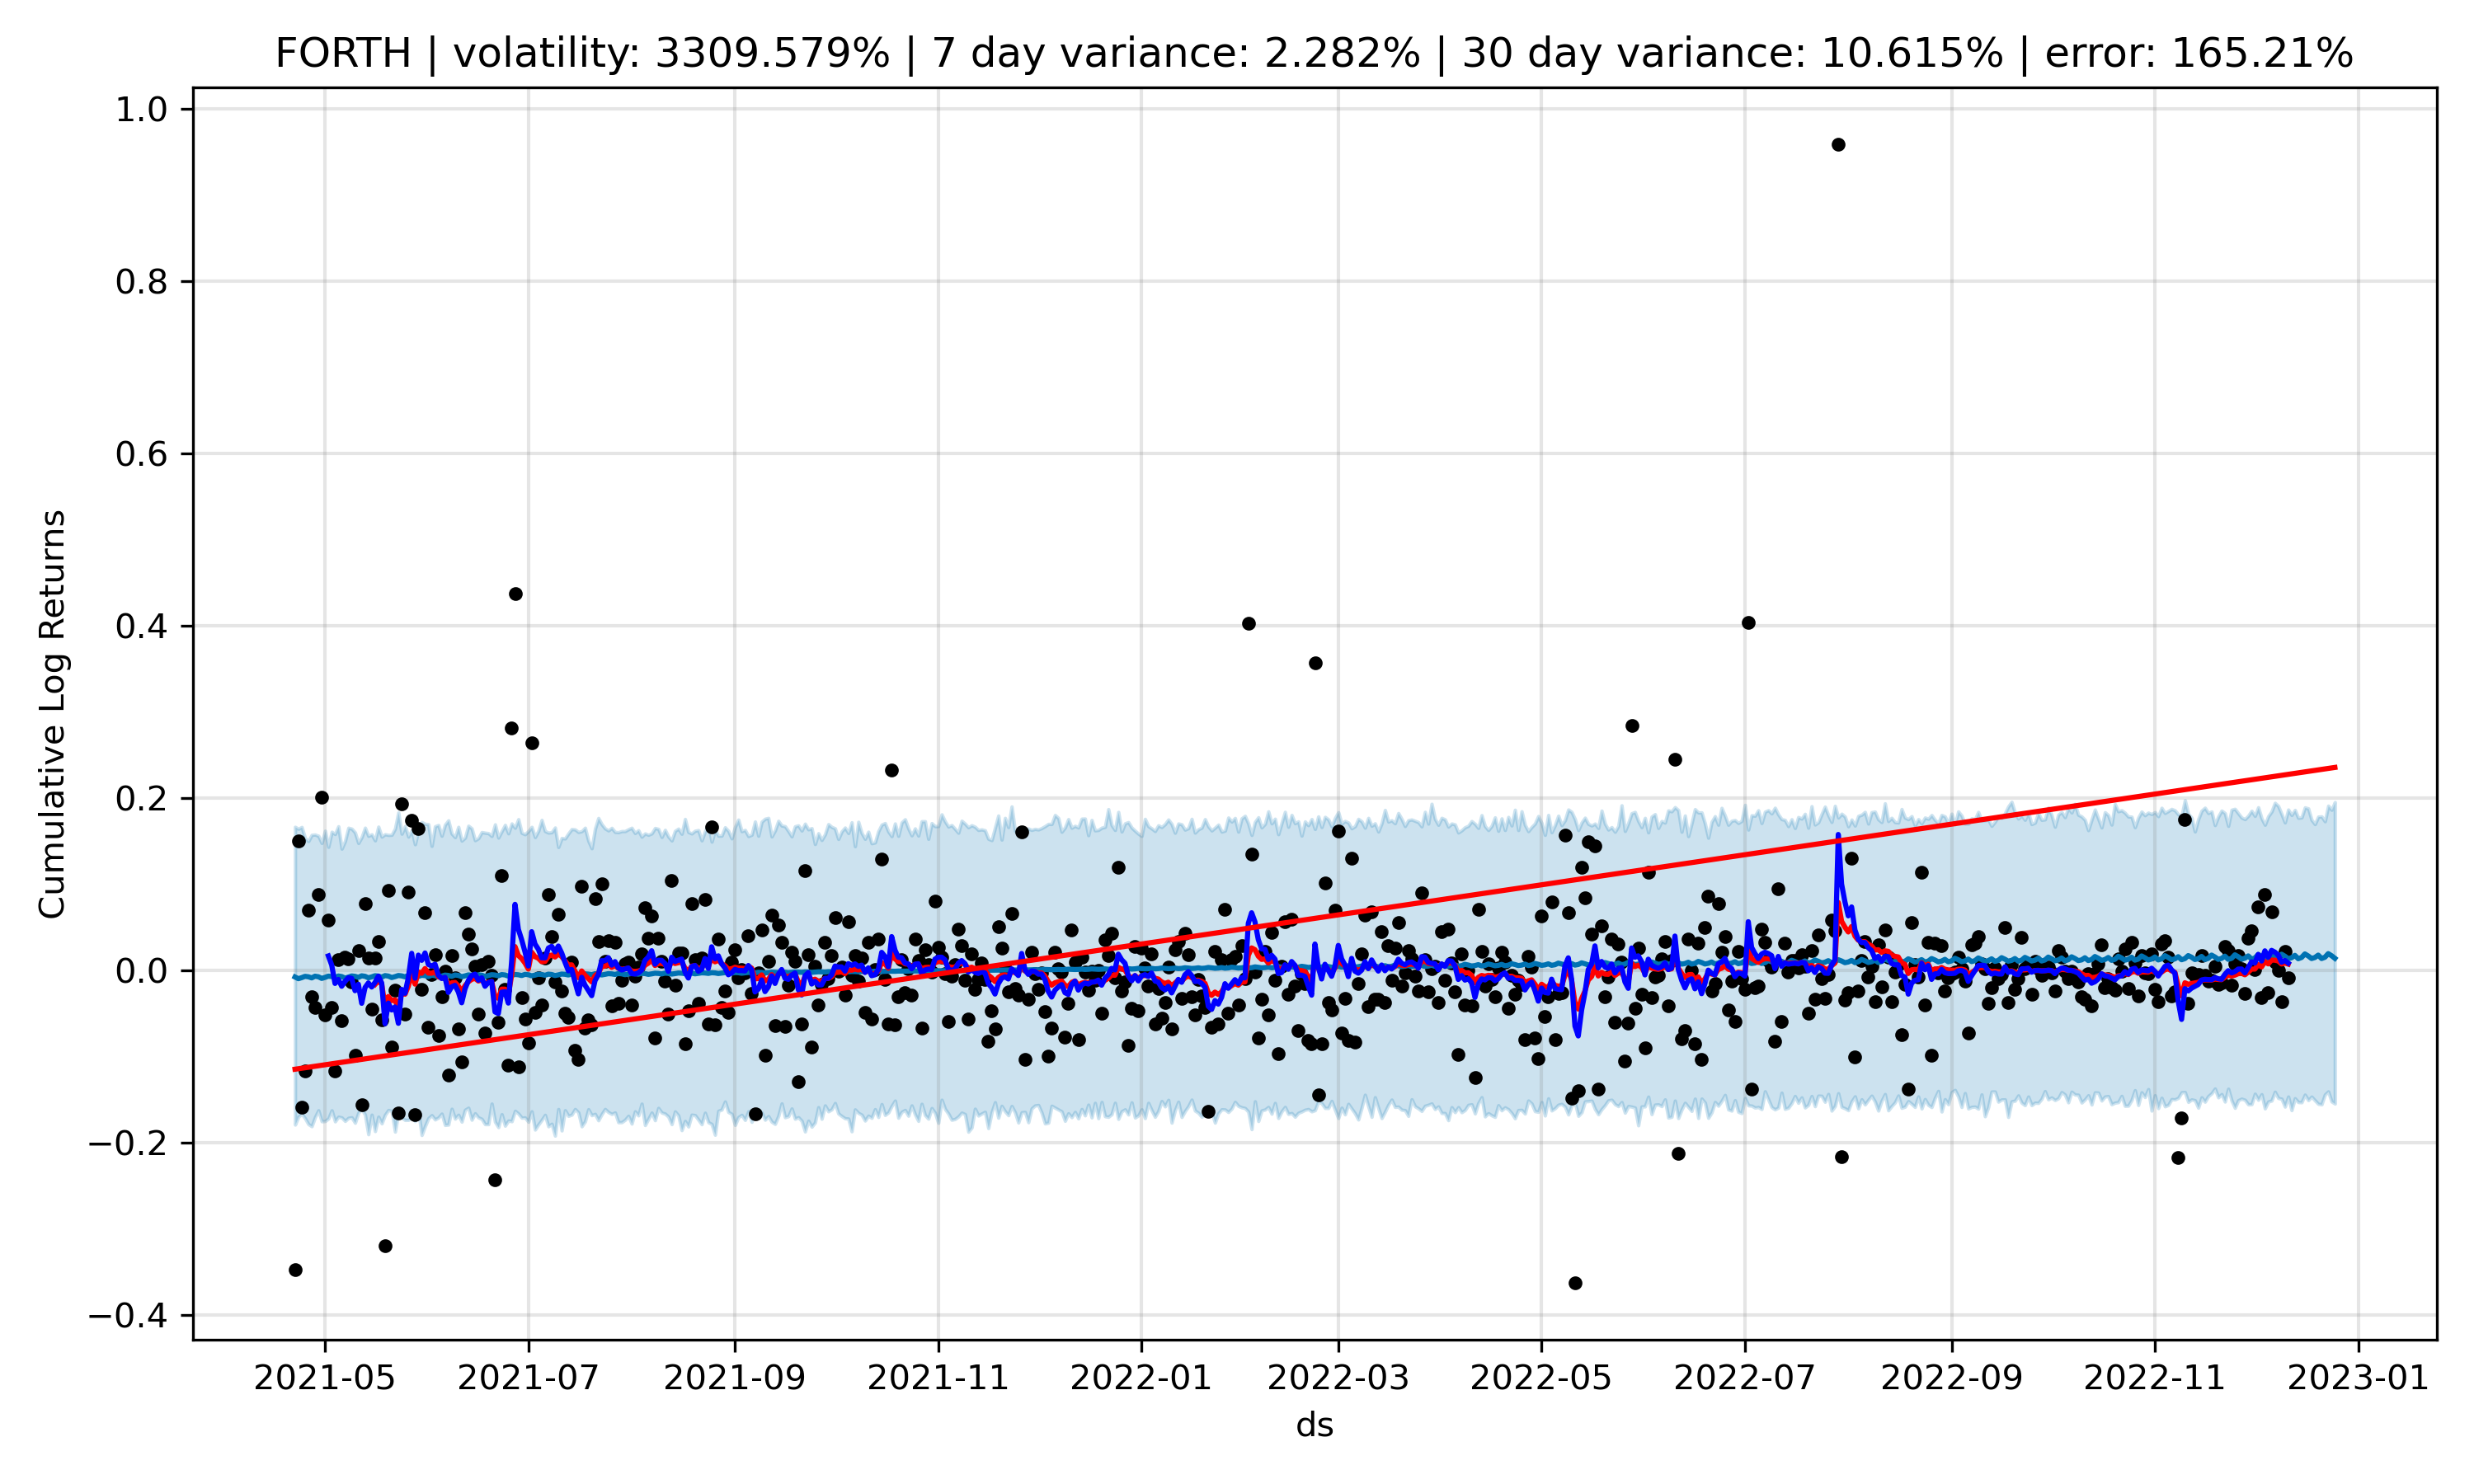 FORTH | volatility: 3309.579% | 7 day variance: 2.282% | 30 day variance: 10.615% | error: 165.21%
1.0
0.8
0.6
0.4
0.2
0.0
−0.2
−0.4
Cumulative Log Returns
2021-05 2021-07 2021-09 2021-11 2022-01 2022-03 2022-05 2022-07 2022-09 2022-11 2023-01
ds